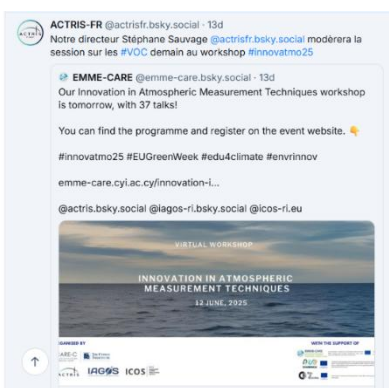 ACTRIS-FR @actrisfr.bsky.social · 13d
Notre directeur Stéphane Sauvage @actrisfr.bsky.social modèrera la
session sur les #VOC demain au workshop #innovatmo25
EMME-CARE @emme-care.bsky.social · 13d
Our Innovation in Atmospheric Measurement Techniques workshop
is tomorrow, with 37 talks!
You can find the programme and register on the event website. 👇
#innovatmo25 #EUGreenWeek #edu4climate #envrinnov
emme-care.cyi.ac.cy/innovation-i...
@actris.bsky.social @iagos-ri.bsky.social @icos-ri.eu
VIRTUAL WORKSHOP
INNOVATION IN ATMOSPHERIC
MEASUREMENT TECHNIQUES
12 JUNE, 2025
WITH THE SUPPORT OF
ACTRIS IAGOS ICOS